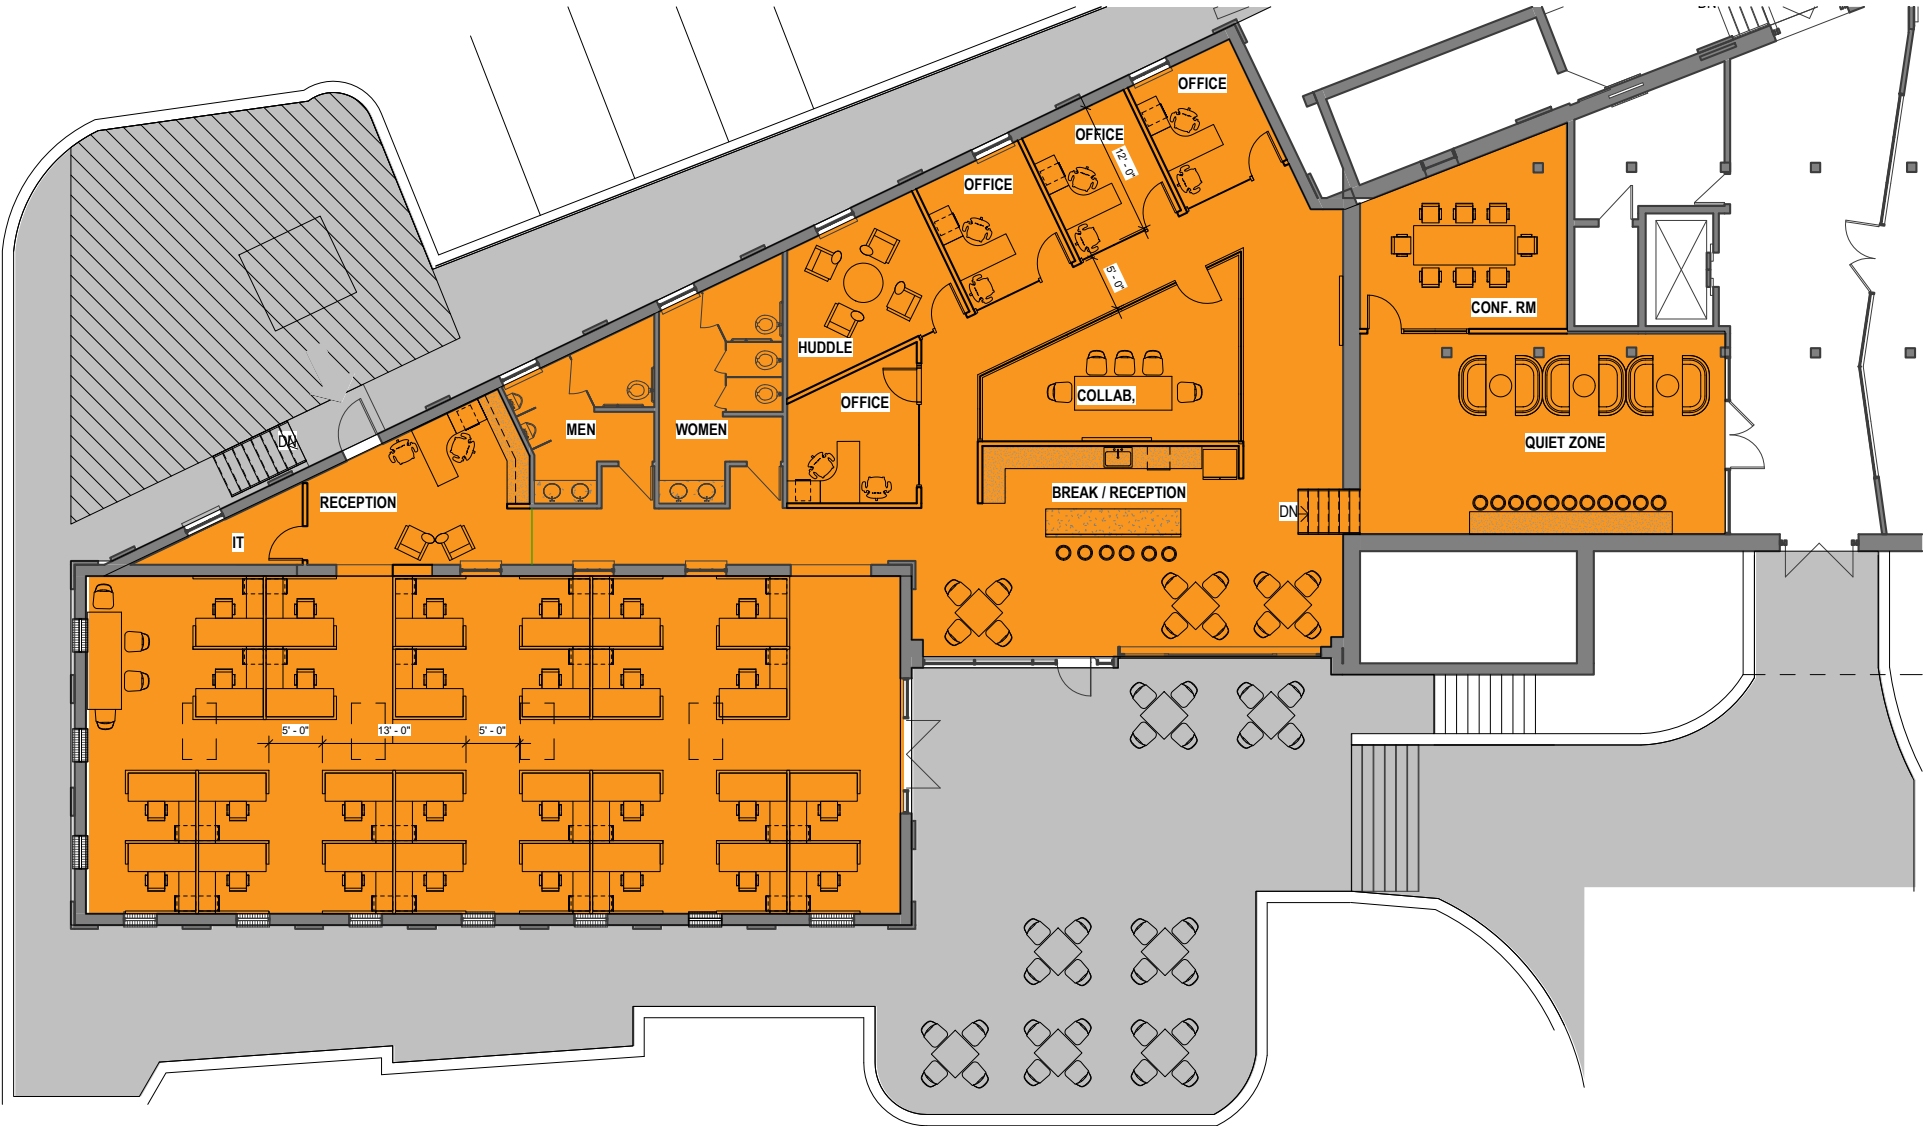 DN
OFFICE
OFFICE
12' - 0"
OFFICE
5' - 0"
CONF. RM
HUDDLE
COLLAB,
OFFICE
MEN
WOMEN
QUIET ZONE
DN
RECEPTION
BREAK / RECEPTION
DN
IT
5' - 0"
13' - 0"
5' - 0"